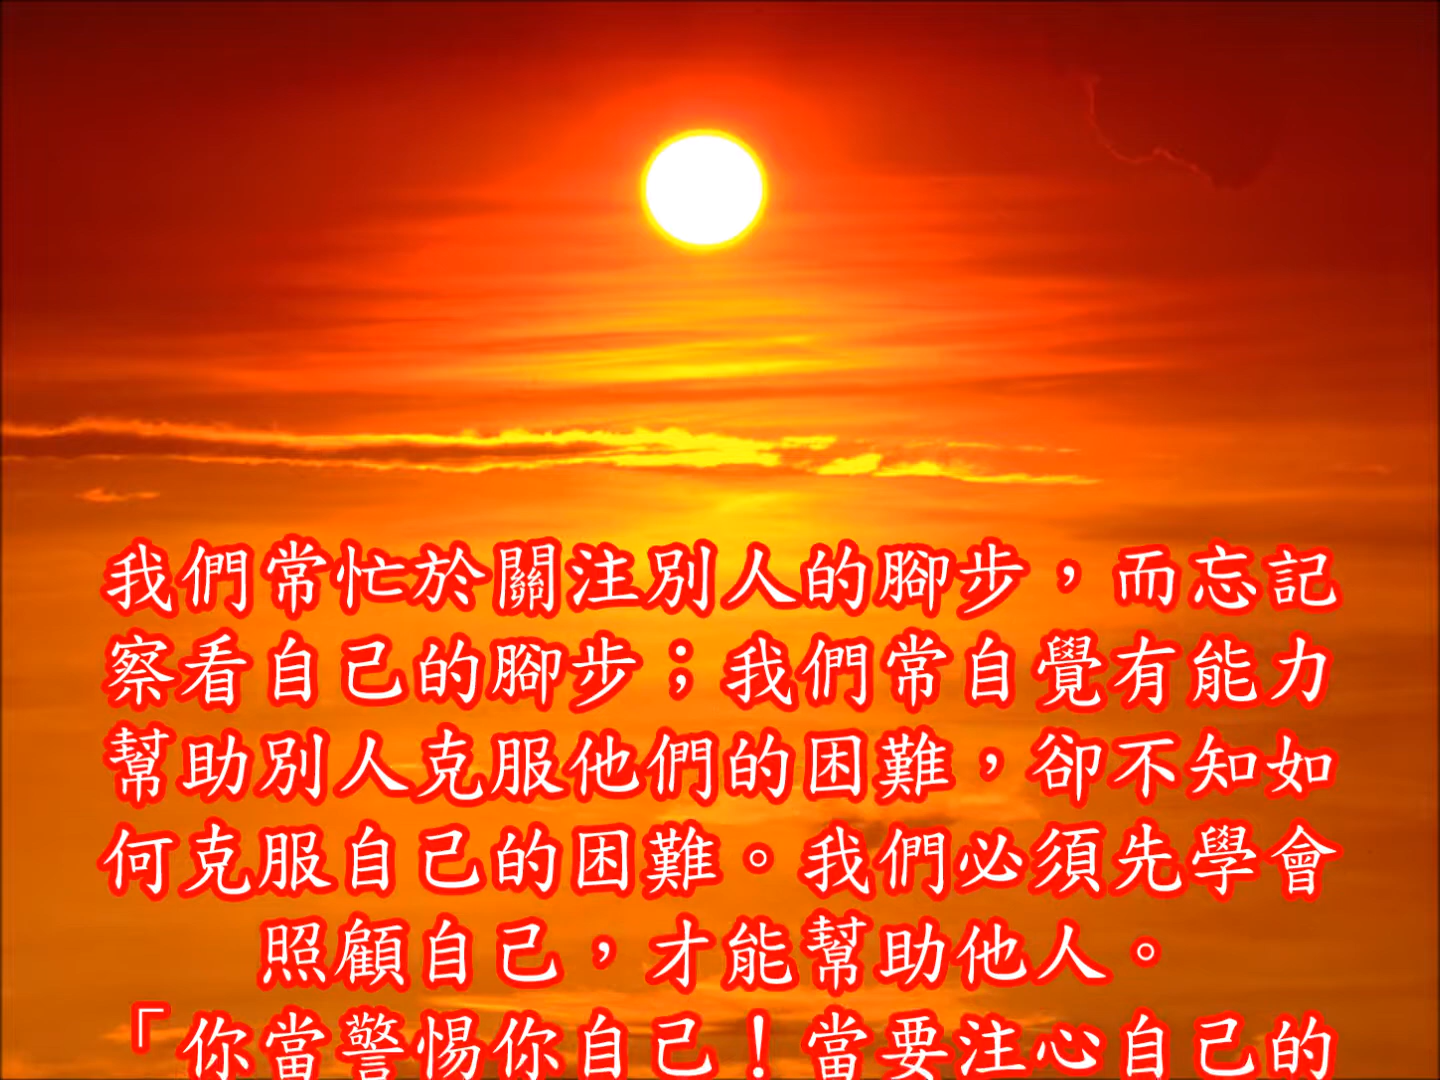 我們常忙於關注別人的腳步，而忘記
察看自己的腳步；我們常自覺有能力
幫助別人克服他們的困難，卻不知如
何克服自己的困難。我們必須先學會
照顧自己，才能幫助他人。
「你當警惕你自己！當要注心自己的